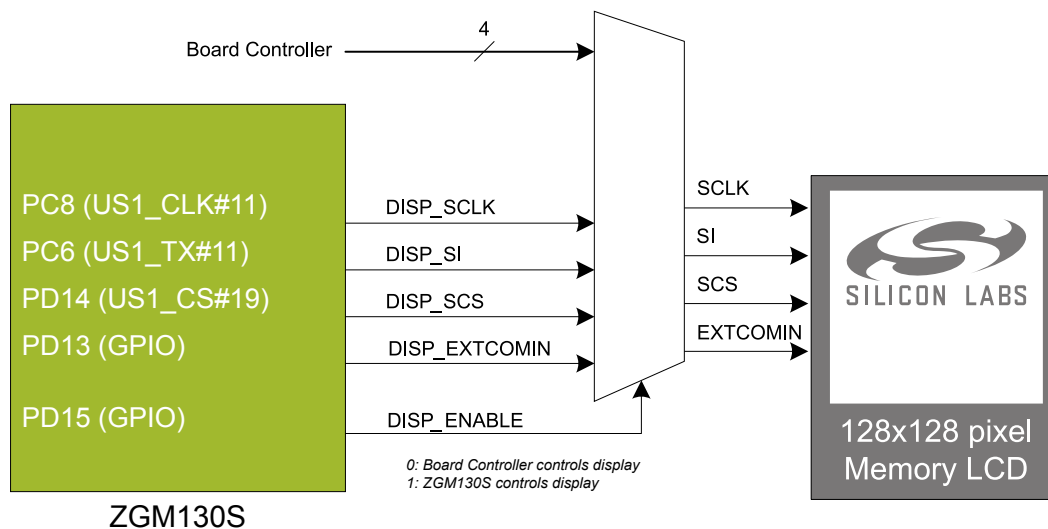 4
Board Controller
PC8 (US1_CLK#11)
DISP_SCLK
SCLK
PC6 (US1_TX#11)
DISP_SI
SI
PD14 (US1_CS#19)
DISP_SCS
SCS
PD13 (GPIO)
DISP_EXTCOMIN
EXTCOMIN
PD15 (GPIO)
DISP_ENABLE
0: Board Controller controls display
1: ZGM130S controls display
SILICON LABS
128x128 pixel
Memory LCD
ZGM130S